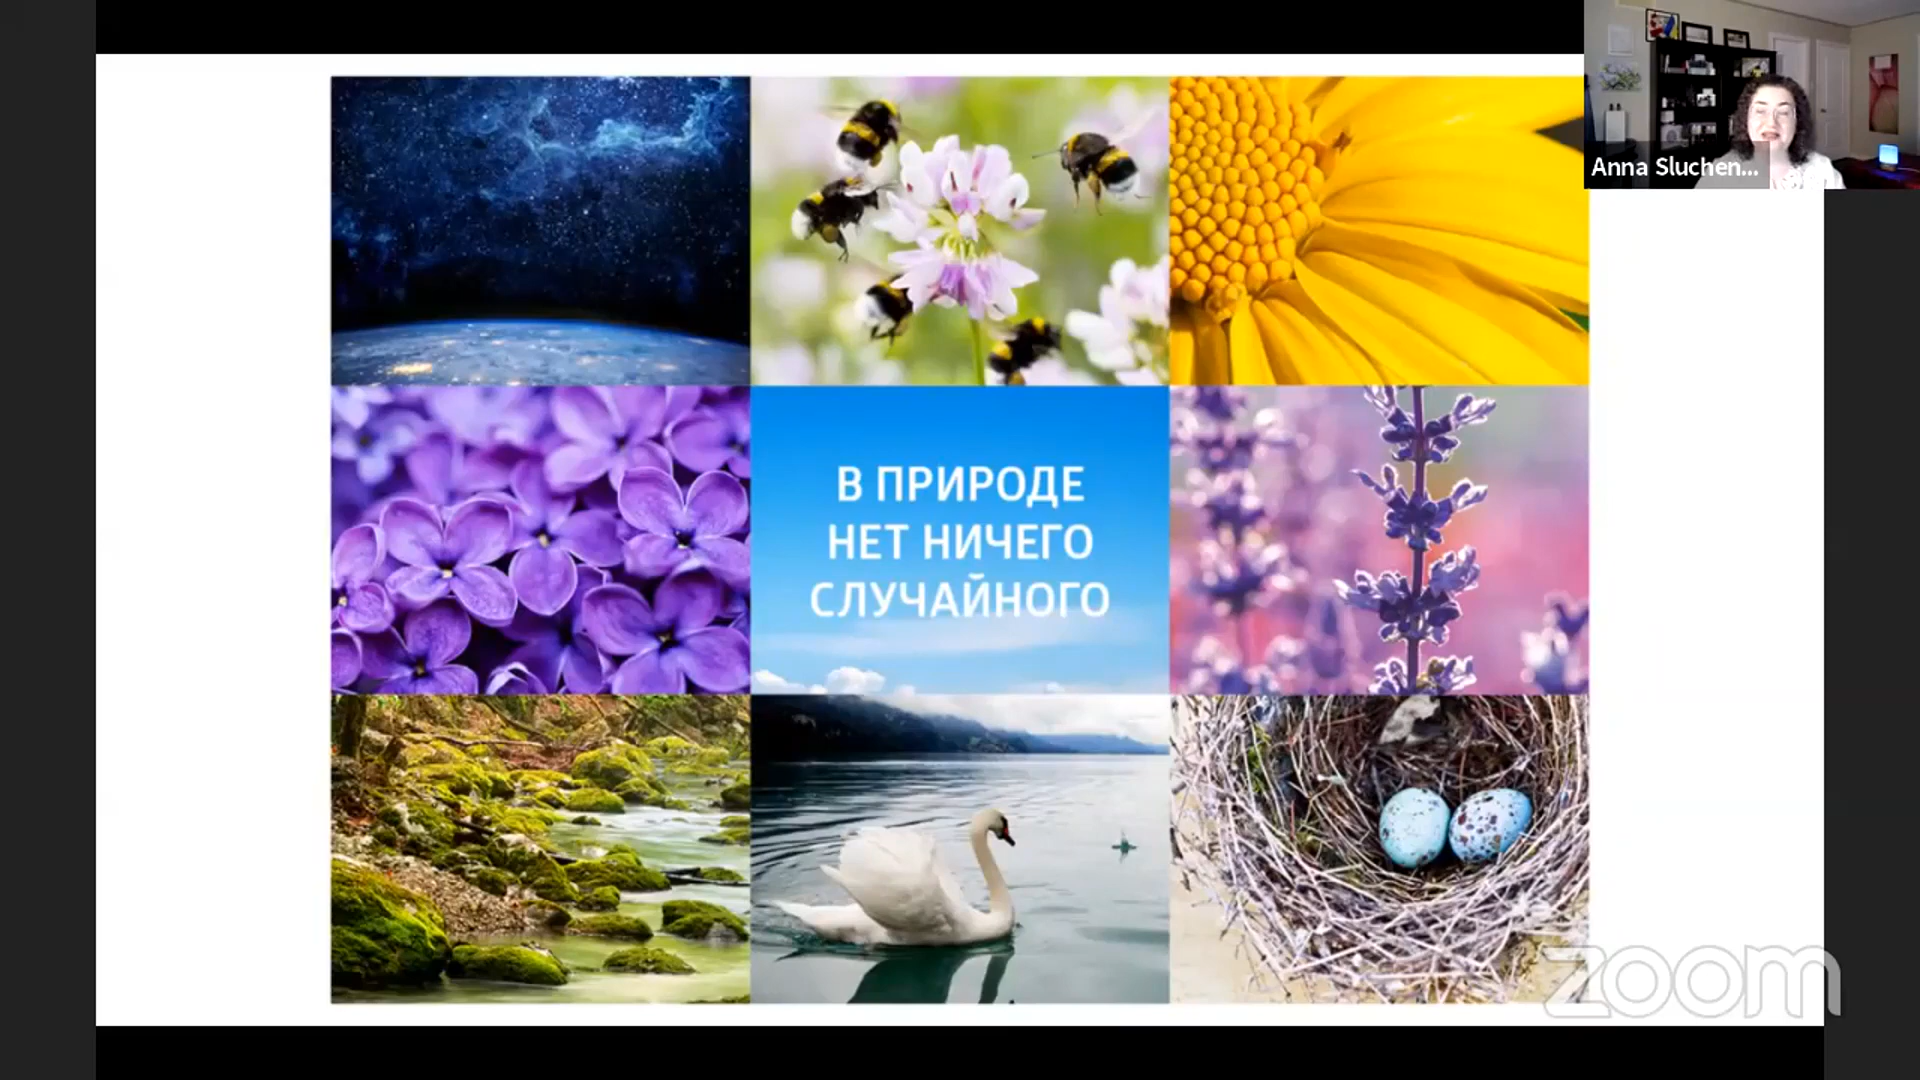 Anna Sluchen...
В ПРИРОДЕ
НЕТ НИЧЕГО
СЛУЧАЙНОГО
zoom